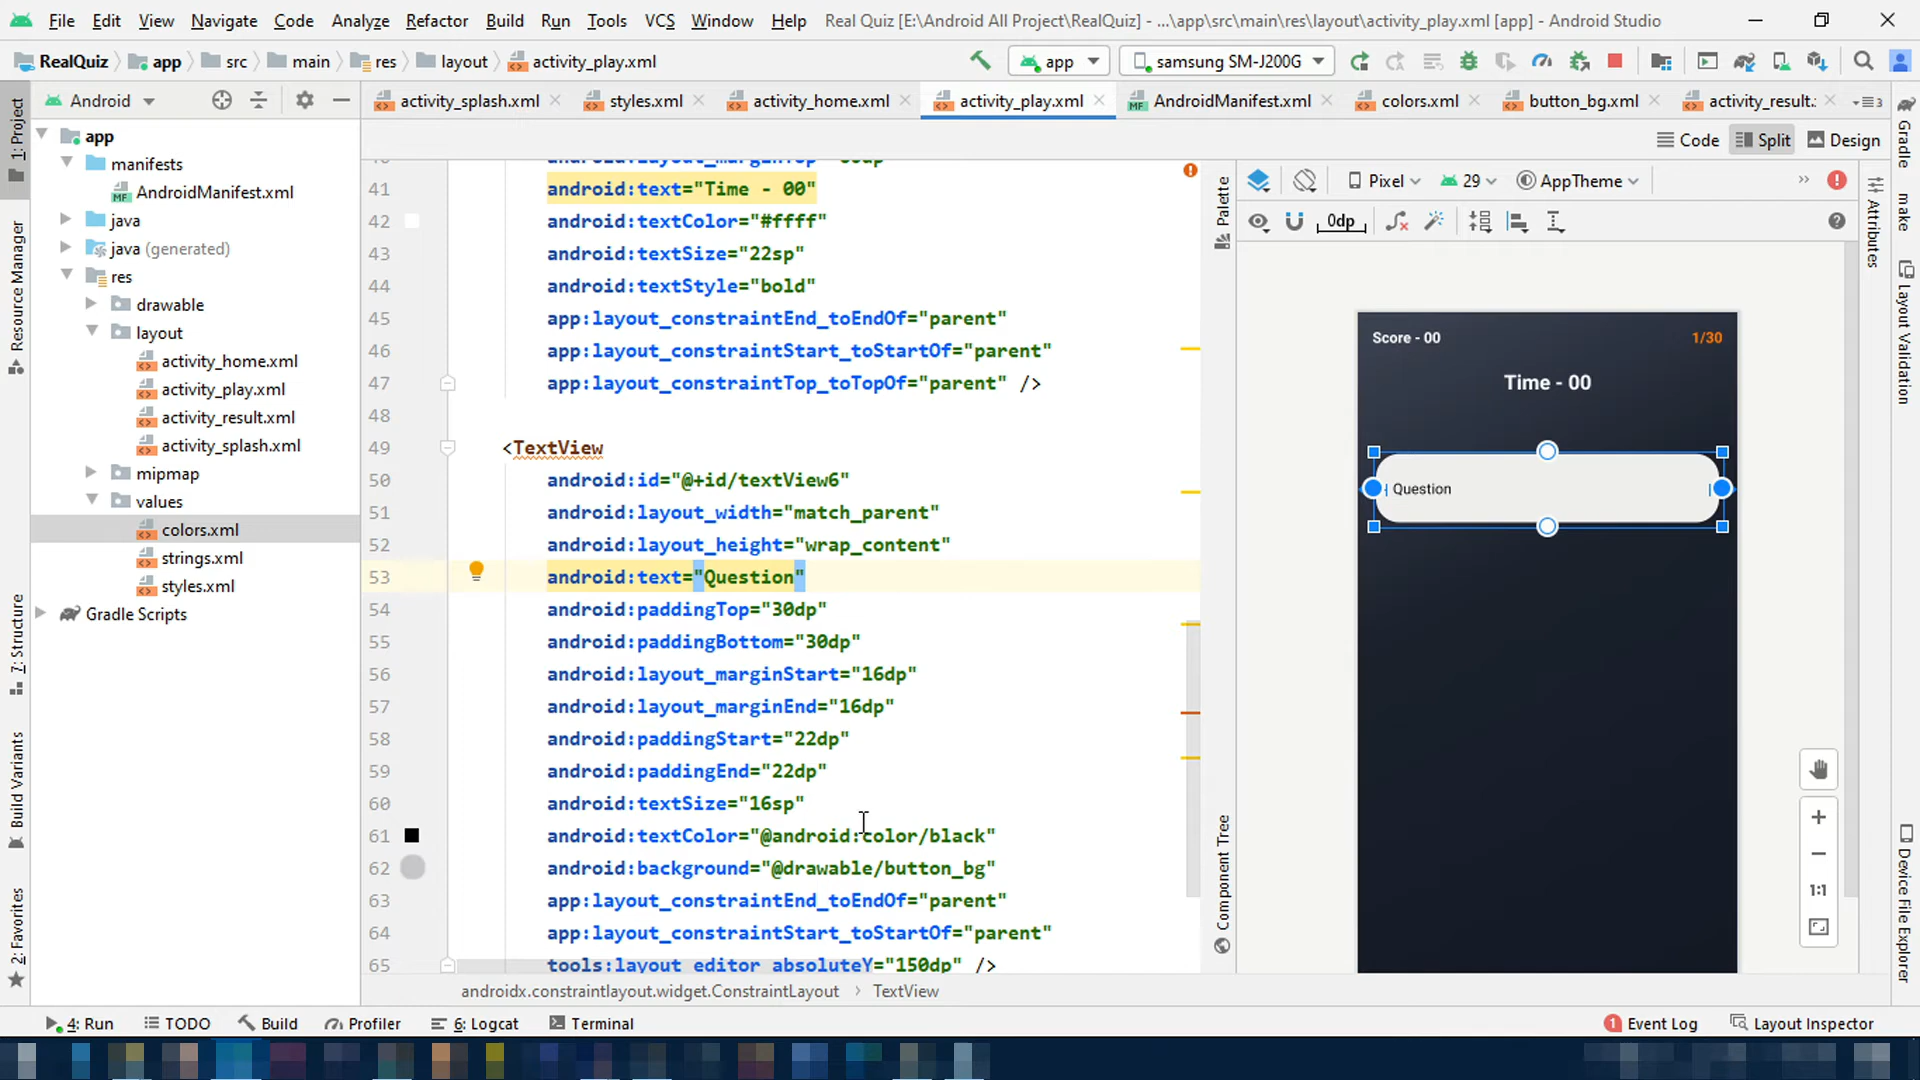 File Edit View Navigate Code Analyze Refactor Build Run Tools VCS Window Help Real Quiz [E:\Android All Project\RealQuiz] - ...\app\src\main\res\layout\activity_play.xml [app] - Android Studio
RealQuiz app src main res layout activity_play.xml app samsung SM-J200G
Android
activity_splash.xml styles.xml activity_home.xml activity_play.xml AndroidManifest.xml colors.xml button_bg.xml activity_result. 3
Code Split Design
1: Project
Resource Manager
7: Structure
Build Variants
2: Favorites
app
manifests
AndroidManifest.xml
java
java (generated)
res
drawable
layout
activity_home.xml
activity_play.xml
activity_result.xml
activity_splash.xml
mipmap
values
colors.xml
strings.xml
styles.xml
Gradle Scripts
41 android:text="Time - 00"
42 android:textColor="#ffff"
43 android:textSize="22sp"
44 android:textStyle="bold"
45 app:layout_constraintEnd_toEndOf="parent"
46 app:layout_constraintStart_toStartOf="parent"
47 app:layout_constraintTop_toTopOf="parent" />
48
49 <TextView
50 android:id="@+id/textView6"
51 android:layout_width="match_parent"
52 android:layout_height="wrap_content"
53 android:text="Question"
54 android:paddingTop="30dp"
55 android:paddingBottom="30dp"
56 android:layout_marginStart="16dp"
57 android:layout_marginEnd="16dp"
58 android:paddingStart="22dp"
59 android:paddingEnd="22dp"
60 android:textSize="16sp"
61 android:textColor="@android:color/black"
62 android:background="@drawable/button_bg"
63 app:layout_constraintEnd_toEndOf="parent"
64 app:layout_constraintStart_toStartOf="parent"
65 tools:layout_editor_absoluteY="150dp" />
androidx.constraintlayout.widget.ConstraintLayout > TextView
Palette
Component Tree
Pixel 29 AppTheme
0dp
Score - 00 1/30
Time - 00
Question
1:1
Attributes
Gradle
make
Layout Validation
Device File Explorer
4: Run TODO Build Profiler 6: Logcat Terminal 1 Event Log Layout Inspector